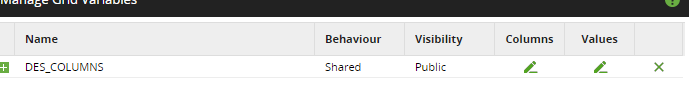 Manage Grid Variables
Name Behaviour Visibility Columns Values
DES_COLUMNS Shared Public